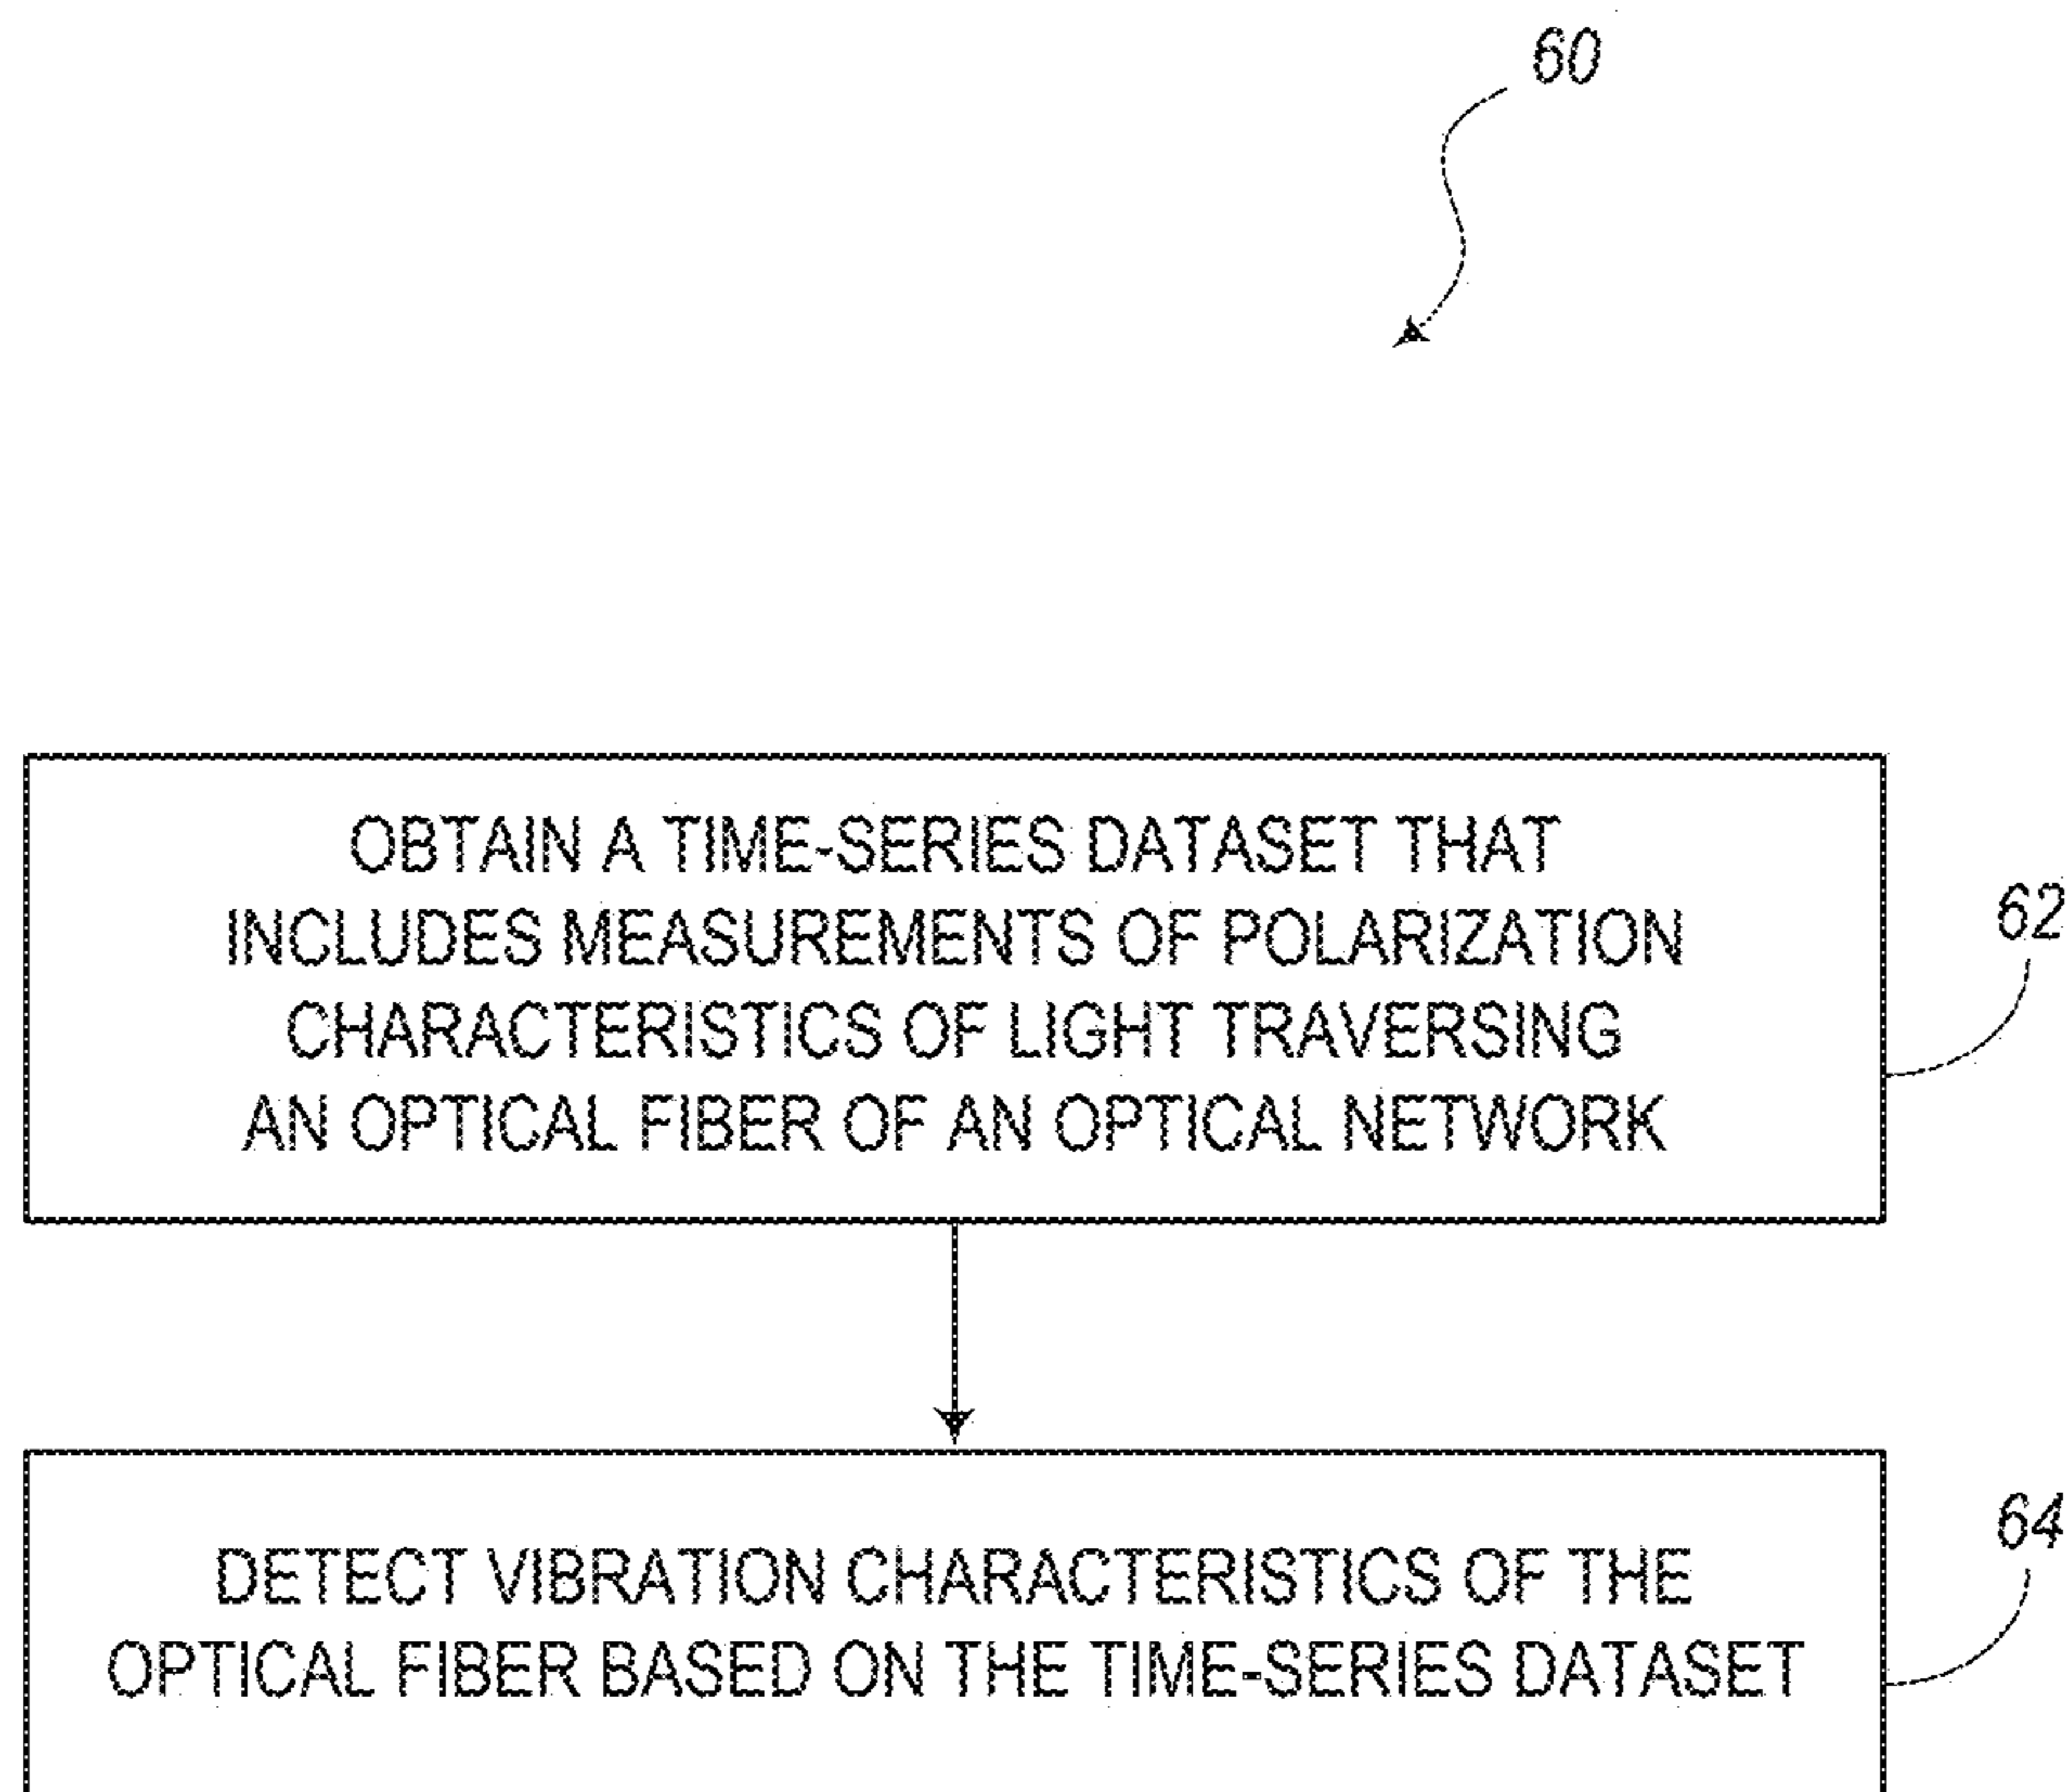 60
OBTAIN A TIME-SERIES DATASET THAT
INCLUDES MEASUREMENTS OF POLARIZATION
CHARACTERISTICS OF LIGHT TRAVERSING
AN OPTICAL FIBER OF AN OPTICAL NETWORK
62
DETECT VIBRATION CHARACTERISTICS OF THE
OPTICAL FIBER BASED ON THE TIME-SERIES DATASET
64